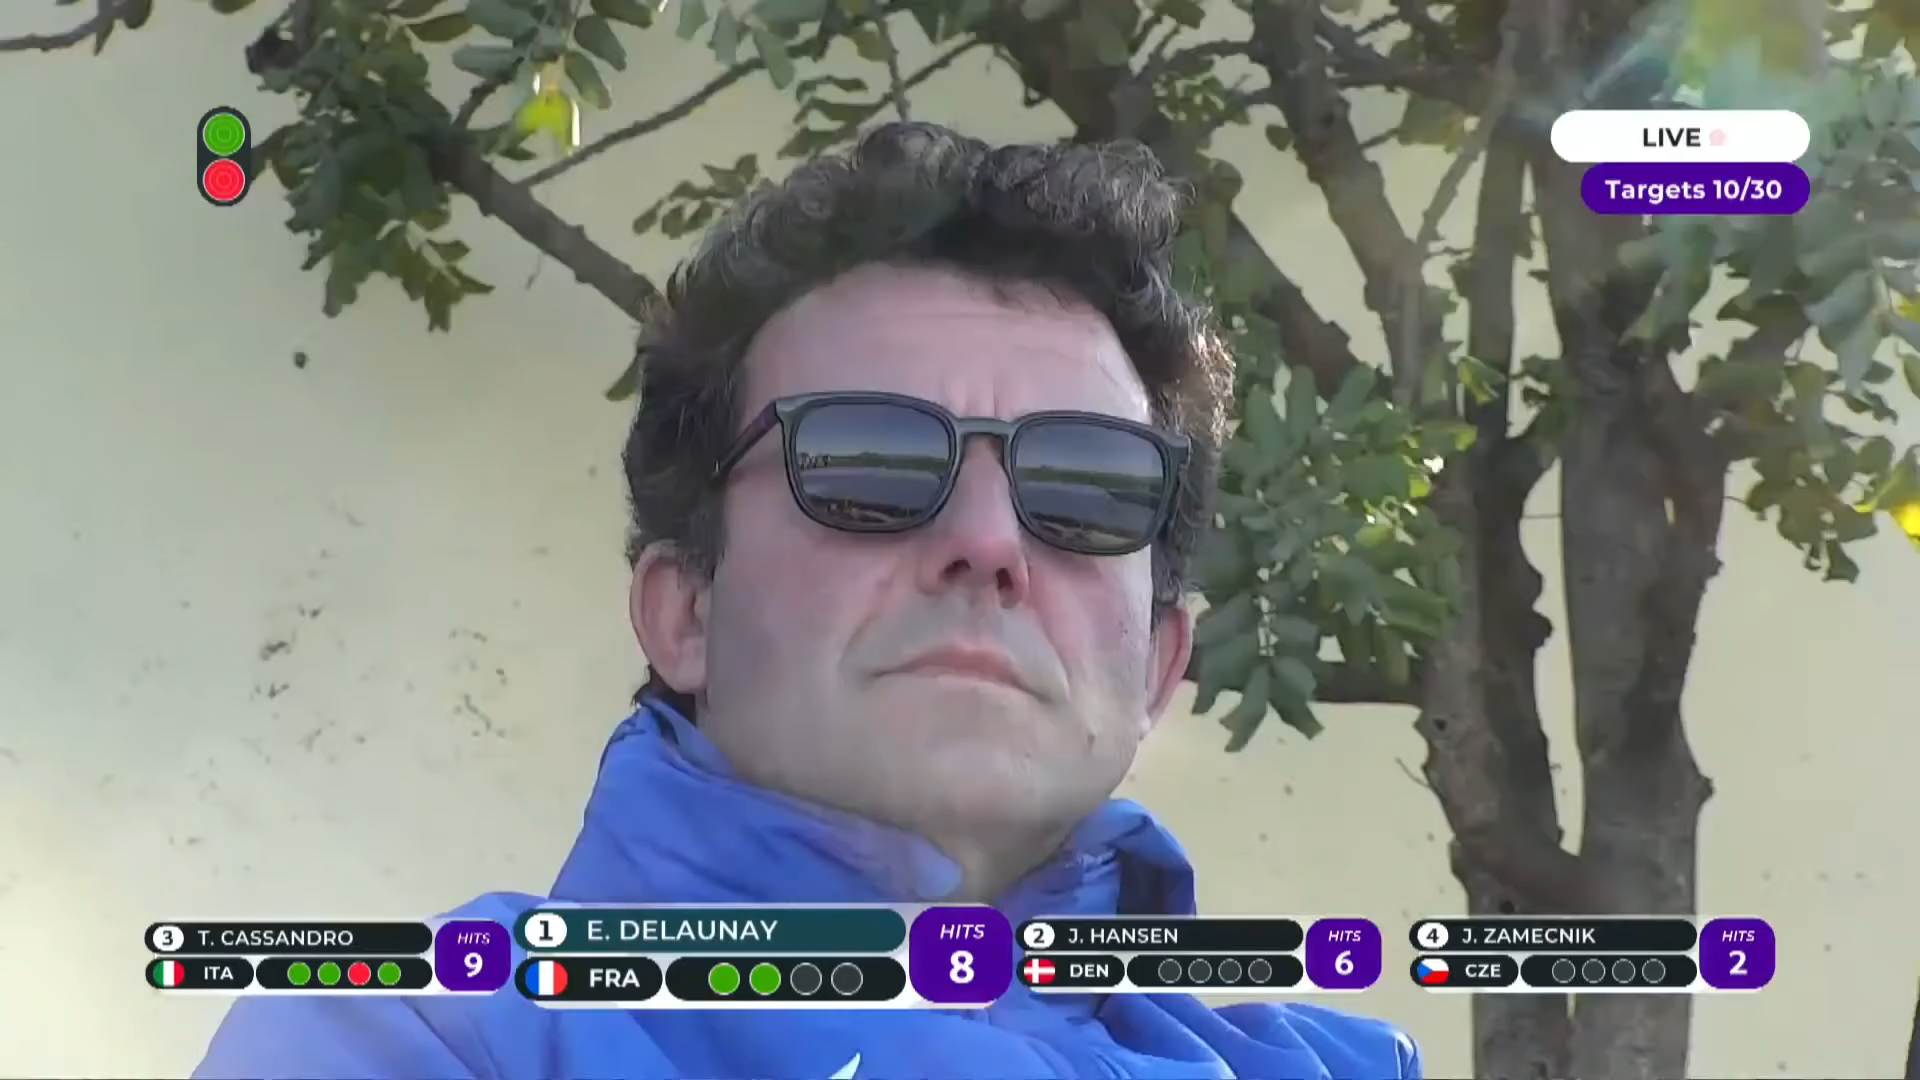 LIVE
Targets 10/30
3 T. CASSANDRO
ITA
HITS
9
1 E. DELAUNAY
FRA
HITS
8
2 J. HANSEN
DEN
HITS
6
4 J. ZAMECNIK
CZE
HITS
2